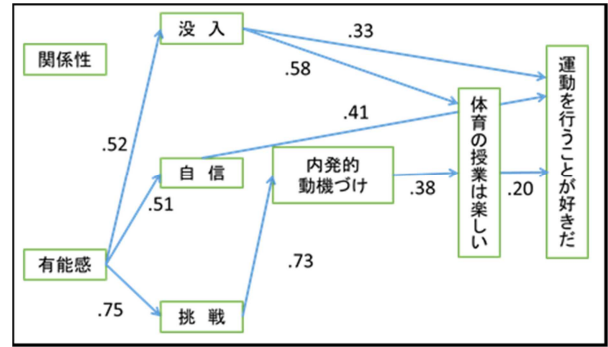 没 入
.33
関係性
.58
運動を行うことが好きだ
.41
体育の授業は楽しい
.52
自 信
内発的
動機づけ
.38
.20
.51
有能感
.73
.75
挑 戦